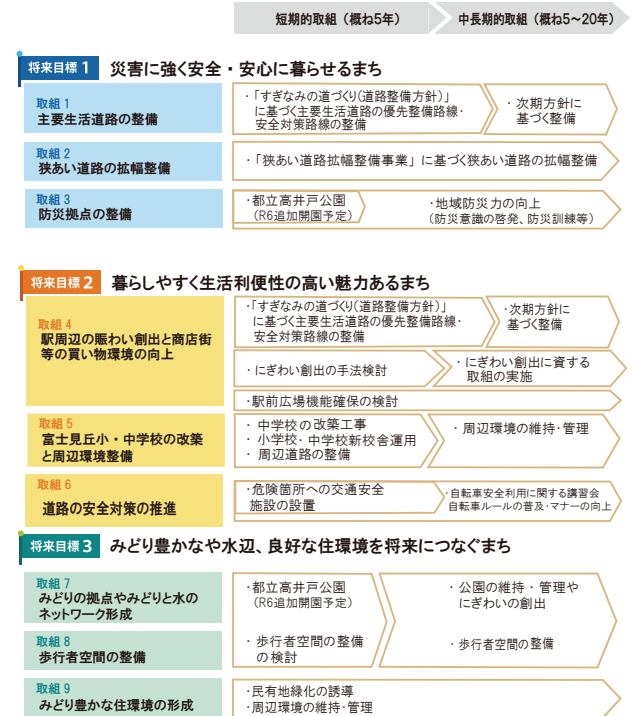 短期的取組（概ね5年）
中長期的取組（概ね5～20年）
将来目標 1 災害に強く安全・安心に暮らせるまち
取組 1
主要生活道路の整備
・「すぎなみの道づくり(道路整備方針)」
に基づく主要生活道路の優先整備路線・
安全対策路線の整備
・次期方針に
基づく整備
取組 2
狭あい道路の拡幅整備
・「狭あい道路拡幅整備事業」に基づく狭あい道路の拡幅整備
取組 3
防災拠点の整備
・都立高井戸公園
（R6追加開園予定）
・地域防災力の向上
（防災意識の啓発、防災訓練等）
将来目標 2 暮らしやすく生活利便性の高い魅力あるまち
取組 4
駅周辺の賑わい創出と商店街
等の買い物環境の向上
・「すぎなみの道づくり(道路整備方針)」
に基づく主要生活道路の優先整備路線・
安全対策路線の整備
・次期方針に
基づく整備
・にぎわい創出の手法検討
・にぎわい創出に資する
取組の実施
・駅前広場機能確保の検討
取組 5
富士見丘小・中学校の改築
と周辺環境整備
・中学校の改築工事
・小学校・中学校新校舎運用
・周辺道路の整備
・周辺環境の維持・管理
取組 6
道路の安全対策の推進
・危険箇所への交通安全
施設の設置
・自転車安全利用に関する講習会
自転車ルールの普及・マナーの向上
将来目標 3 みどり豊かなや水辺、良好な住環境を将来につなぐまち
取組 7
みどりの拠点やみどりと水の
ネットワーク形成
・都立高井戸公園
（R6追加開園予定）
・公園の維持・管理や
にぎわいの創出
取組 8
歩行者空間の整備
・歩行者空間の整備
の検討
・歩行者空間の整備
取組 9
みどり豊かな住環境の形成
・民有地緑化の誘導
・周辺環境の維持・管理